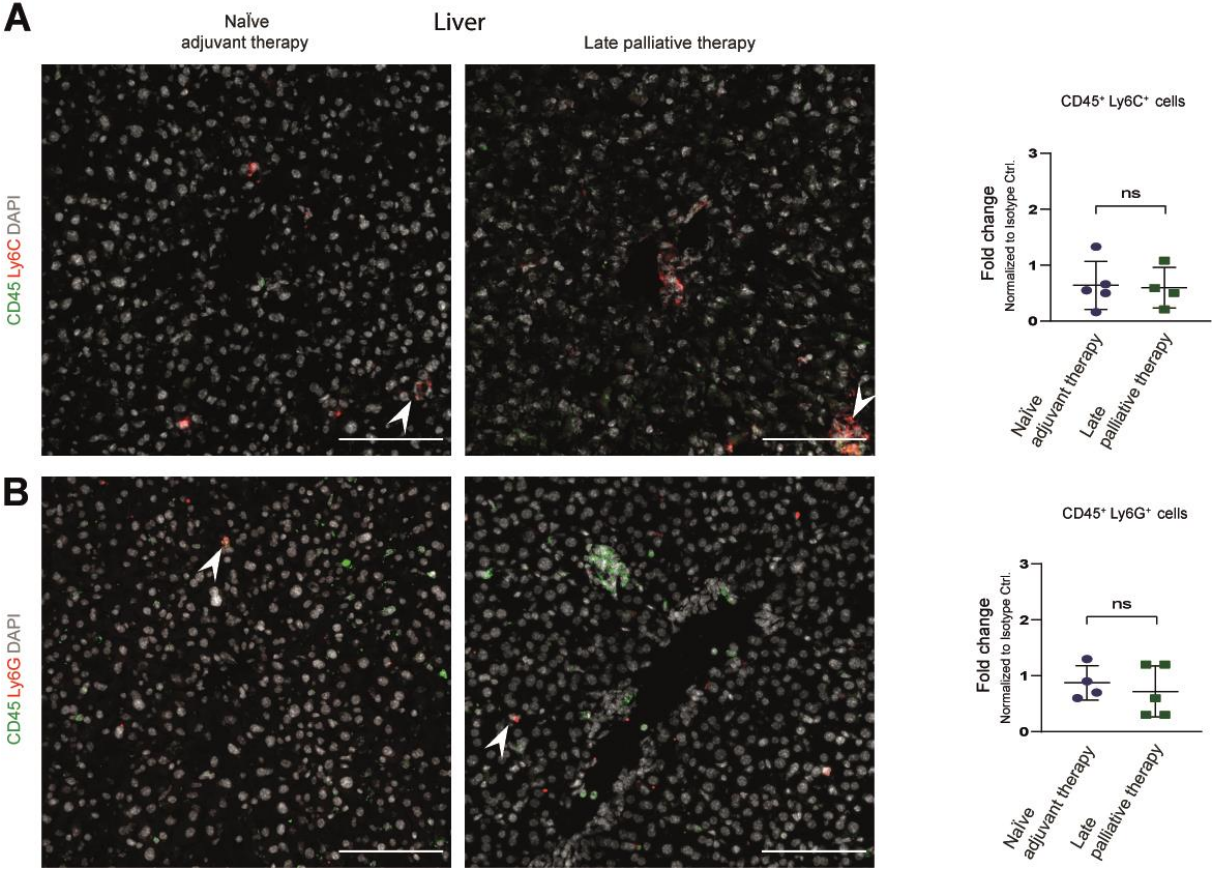 A
Liver
NaÏve
adjuvant therapy
Late palliative therapy
CD45 Ly6C DAPI
CD45⁺ Ly6C⁺ cells
Fold change
Normalized to Isotype Ctrl.
3
2
1
0
ns
NaÏve
adjuvant therapy
Late
palliative therapy
B
CD45 Ly6G DAPI
CD45⁺ Ly6G⁺ cells
Fold change
Normalized to Isotype Ctrl.
3
2
1
0
ns
NaÏve
adjuvant therapy
Late
palliative therapy